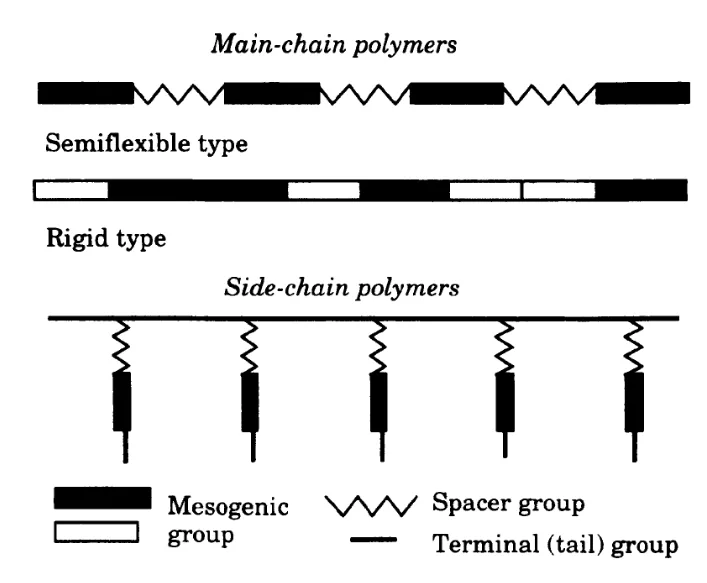 Main-chain polymers
Semiflexible type
Rigid type
Side-chain polymers
Mesogenic
group
Spacer group
Terminal (tail) group